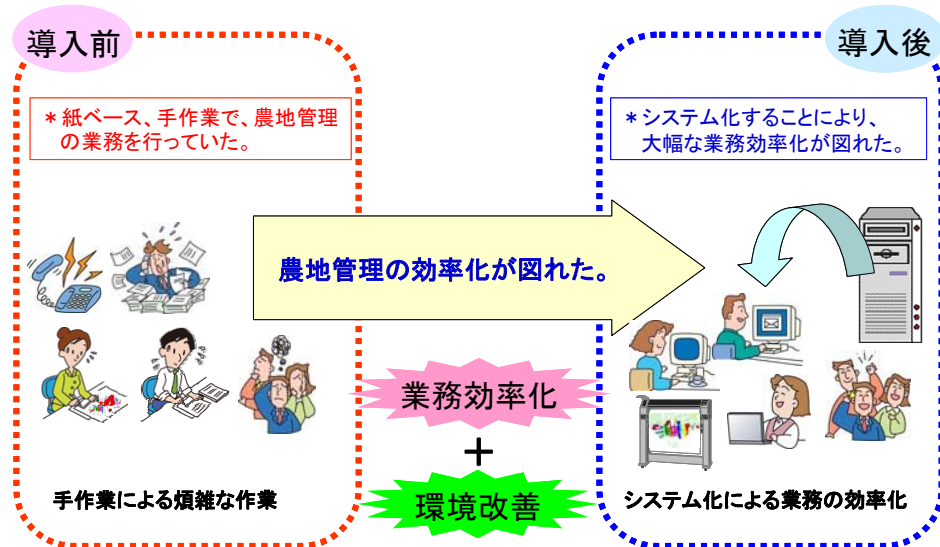 導入前
導入後
＊紙ベース、手作業で、農地管理
の業務を行っていた。
＊システム化することにより、
大幅な業務効率化が図れた。
農地管理の効率化が図れた。
業務効率化
＋
環境改善
手作業による煩雑な作業
システム化による業務の効率化